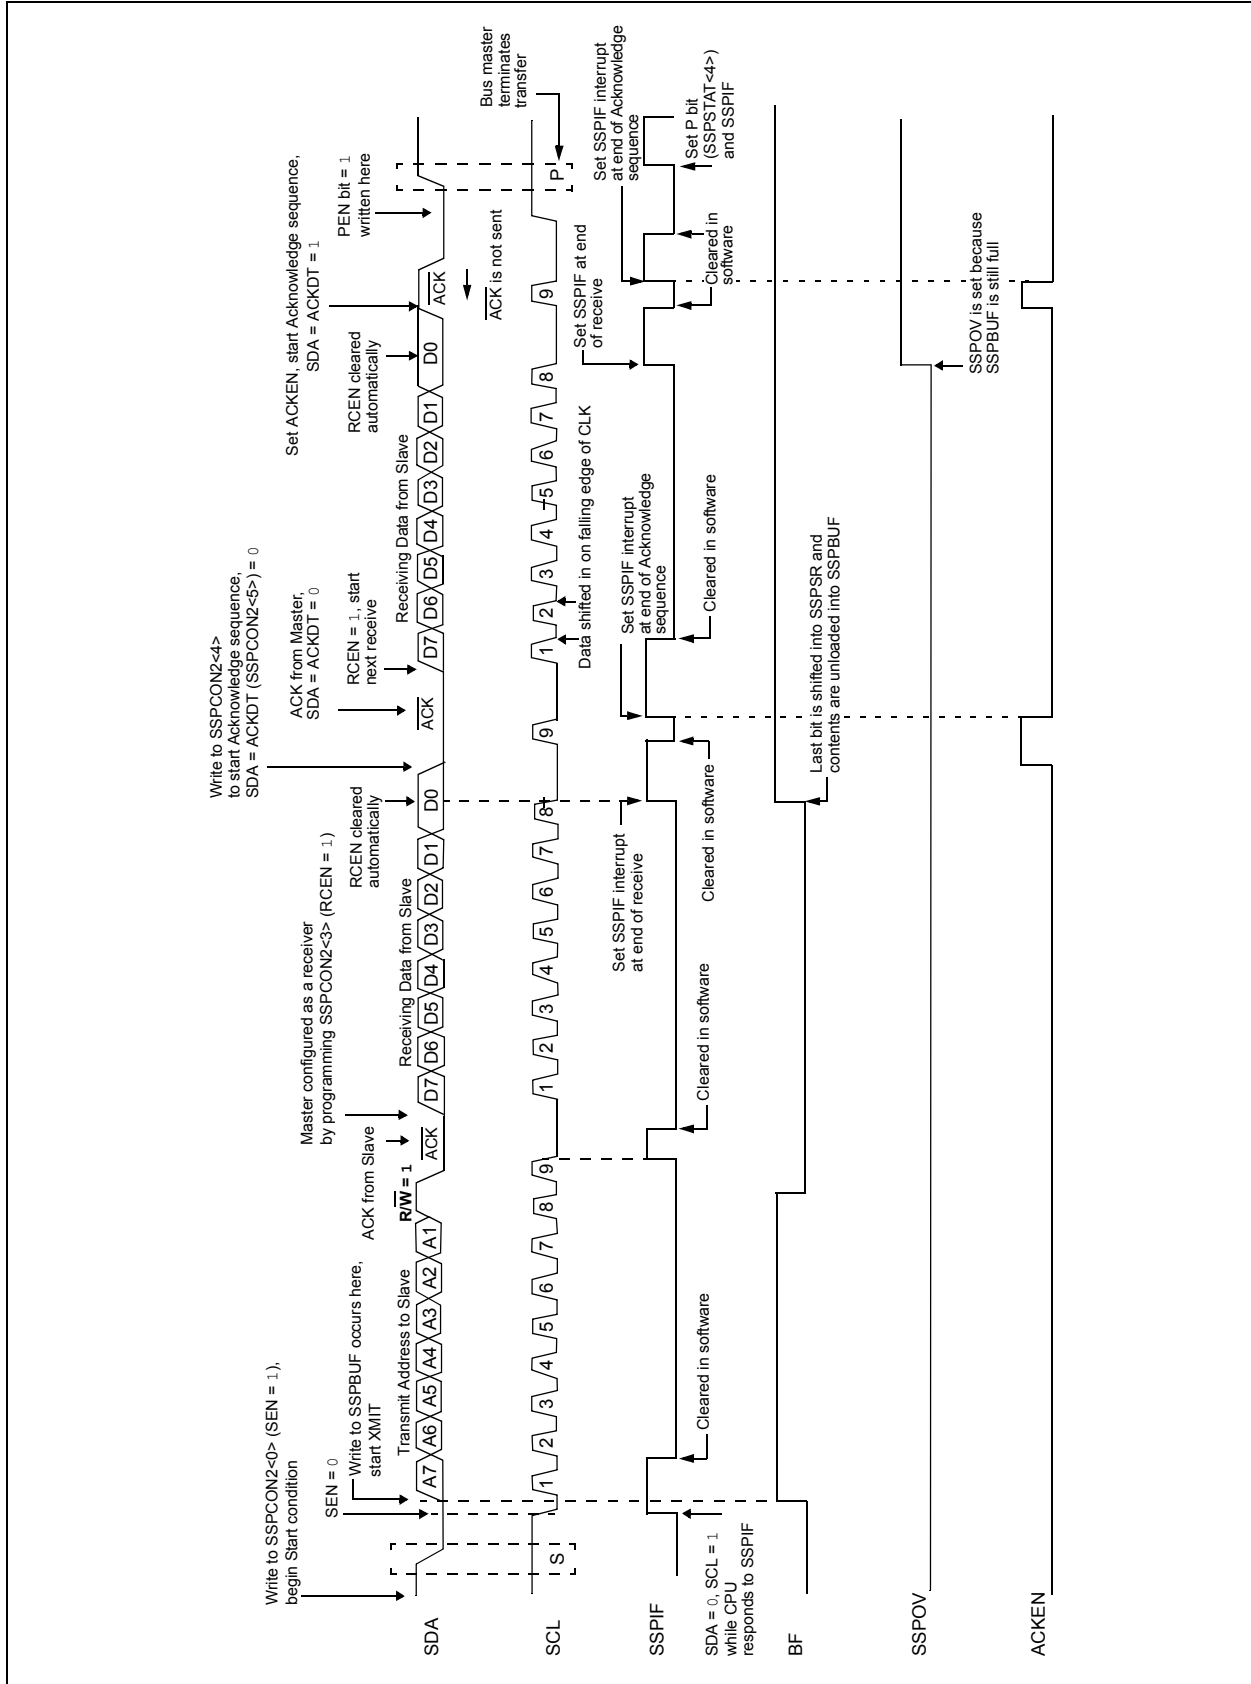 Write to SSPCON2<0> (SEN = 1),
begin Start condition
SEN = 0
Write to SSPBUF occurs here,
start XMIT
Transmit Address to Slave
ACK from Slave
R/W = 1
Master configured as a receiver
by programming SSPCON2<3> (RCEN = 1)
Receiving Data from Slave
RCEN cleared
automatically
Write to SSPCON2<4>
to start Acknowledge sequence,
SDA = ACKDT (SSPCON2<5>) = 0
ACK from Master,
SDA = ACKDT = 0
RCEN = 1, start
next receive
Receiving Data from Slave
RCEN cleared
automatically
Set ACKEN, start Acknowledge sequence,
SDA = ACKDT = 1
PEN bit = 1
written here
Bus master
terminates
transfer
SDA
A7 A6 A5 A4 A3 A2 A1
ACK
D7 D6 D5 D4 D3 D2 D1 D0
ACK
D7 D6 D5 D4 D3 D2 D1 D0
ACK
ACK is not sent
SCL
S
1 2 3 4 5 6 7 8 9
1 2 3 4 5 6 7 8 9
1 2 3 4 5 6 7 8 9
P
Data shifted in on falling edge of CLK
SSPIF
SDA = 0, SCL = 1
while CPU
responds to SSPIF
Cleared in software
Cleared in software
Set SSPIF interrupt
at end of receive
Cleared in software
Set SSPIF interrupt
at end of Acknowledge
sequence
Cleared in software
Set SSPIF at end
of receive
Cleared in
software
Set SSPIF interrupt
at end of Acknowledge
sequence
Set P bit
(SSPSTAT<4>)
and SSPIF
BF
Last bit is shifted into SSPSR and
contents are unloaded into SSPBUF
SSPOV
SSPOV is set because
SSPBUF is still full
ACKEN